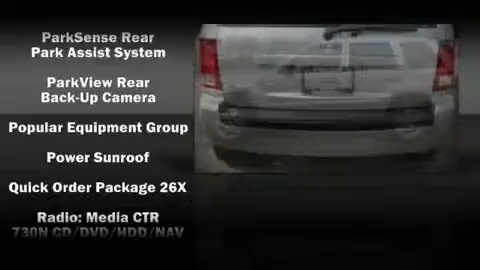 ParkSense Rear
Park Assist System
ParkView Rear
Back-Up Camera
Popular Equipment Group
Power Sunroof
Quick Order Package 26X
Radio: Media CTR
730N CD/DVD/HDD/NAV